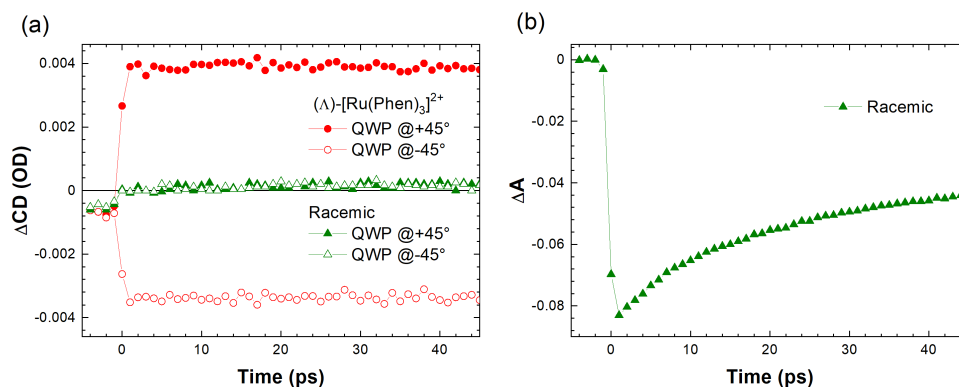 (a)
(b)
0.004
0.002
0
-0.002
-0.004
ΔCD (OD)
(Λ)-[Ru(Phen)₃]²⁺
QWP @+45°
QWP @-45°
Racemic
QWP @+45°
QWP @-45°
0 10 20 30 40
Time (ps)
0
-0.02
-0.04
-0.06
-0.08
ΔA
Racemic
0 10 20 30 40
Time (ps)